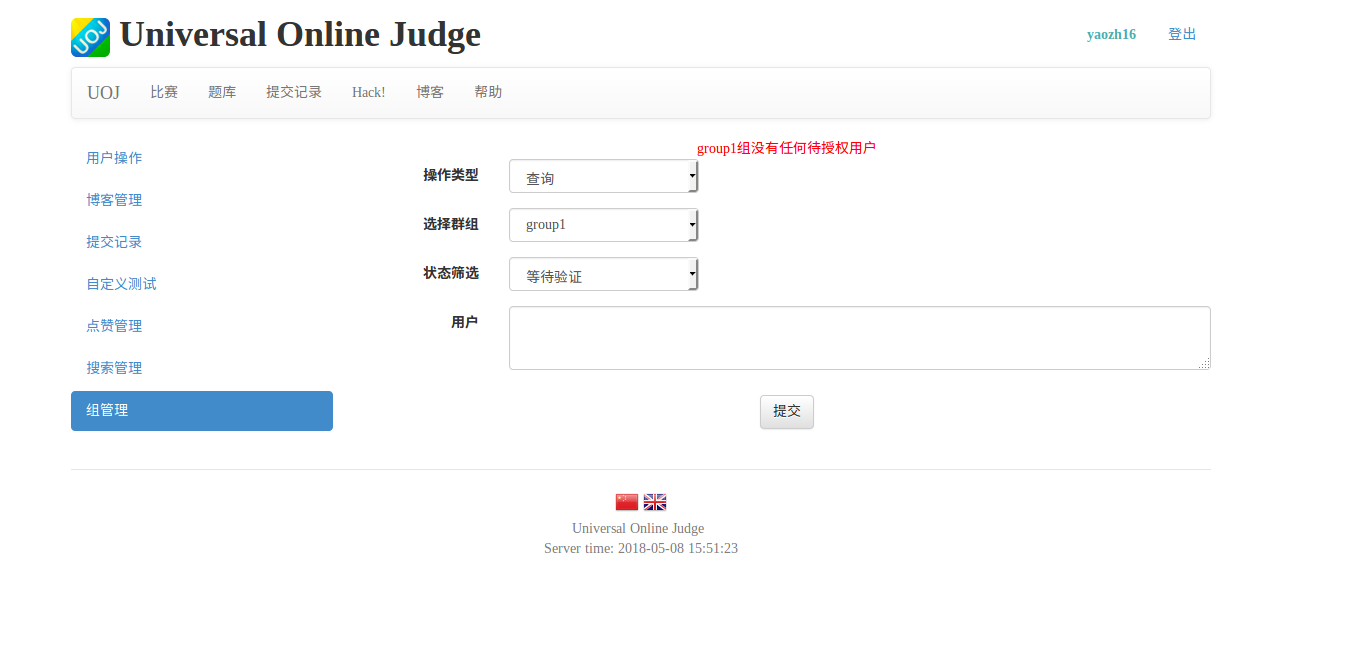 UOJ Universal Online Judge
yaozh16 登出
UOJ 比赛 题库 提交记录 Hack! 博客 帮助
用户操作
博客管理
提交记录
自定义测试
点赞管理
搜索管理
组管理
group1组没有任何待授权用户
操作类型 查询
选择群组 group1
状态筛选 等待验证
用户
提交
Universal Online Judge
Server time: 2018-05-08 15:51:23